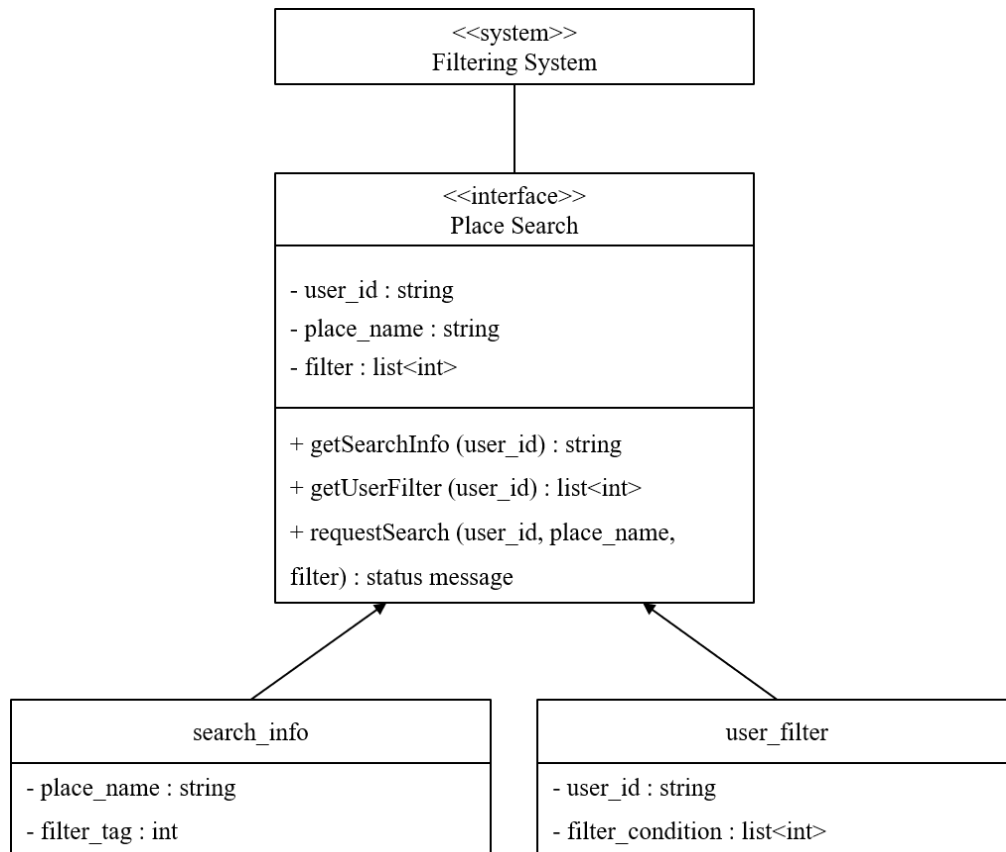 <<system>>
Filtering System
<<interface>>
Place Search
- user_id : string
- place_name : string
- filter : list<int>
+ getSearchInfo (user_id) : string
+ getUserFilter (user_id) : list<int>
+ requestSearch (user_id, place_name,
filter) : status message
search_info
- place_name : string
- filter_tag : int
user_filter
- user_id : string
- filter_condition : list<int>